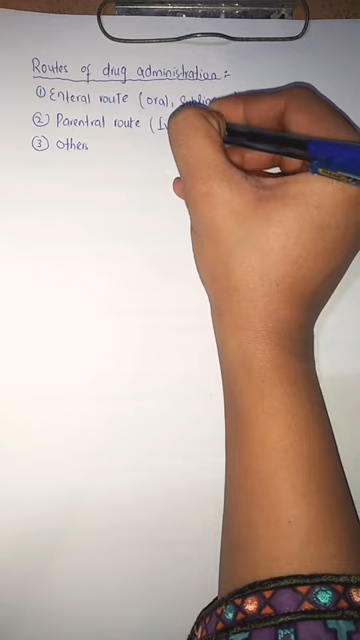 Routes of drug administration :-
① Enteral route (oral,
② Parentral route (
③ Others